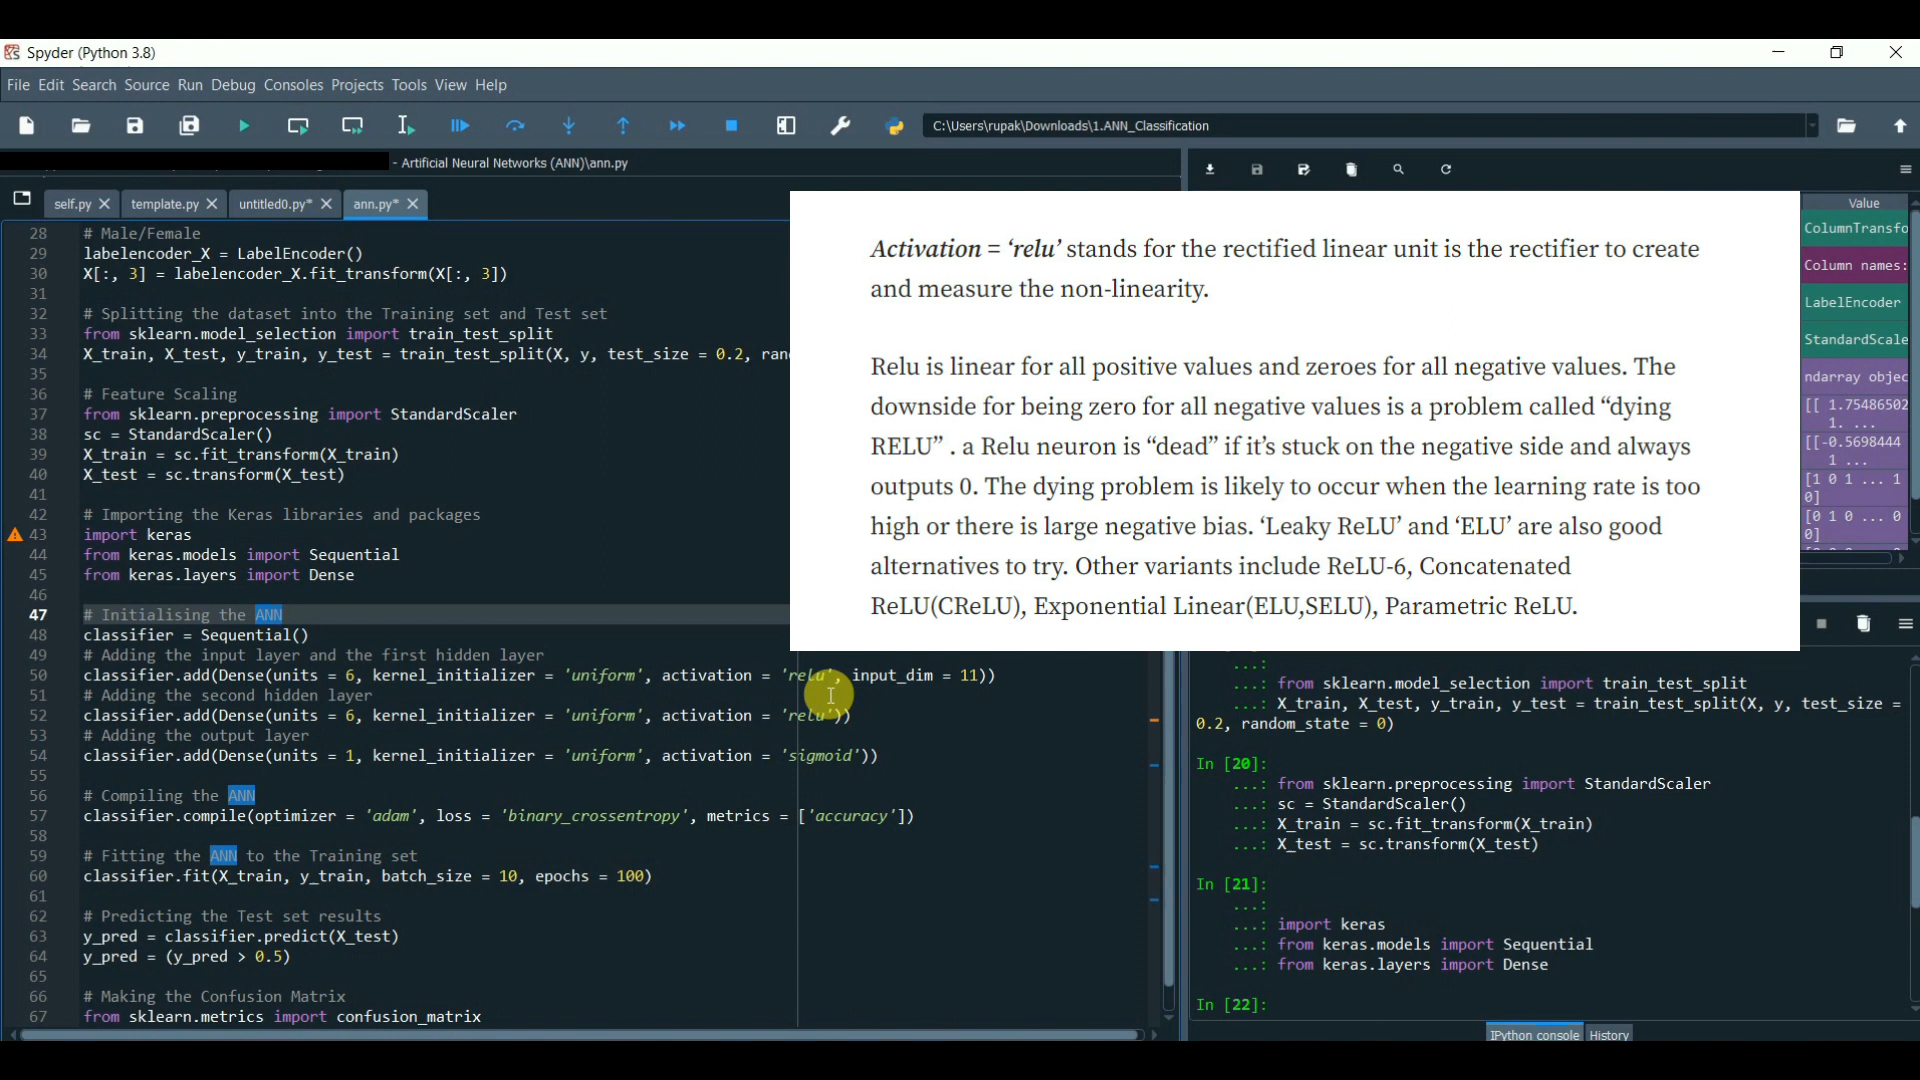 Spyder (Python 3.8)
File Edit Search Source Run Debug Consoles Projects Tools View Help
C:\Users\rupak\Downloads\1.ANN_Classification
- Artificial Neural Networks (ANN)\ann.py
self.py template.py untitled0.py* ann.py*
28 # Male/Female
29 labelencoder_X = LabelEncoder()
30 X[:, 3] = labelencoder_X.fit_transform(X[:, 3])
31
32 # Splitting the dataset into the Training set and Test set
33 from sklearn.model_selection import train_test_split
34 X_train, X_test, y_train, y_test = train_test_split(X, y, test_size = 0.2, ran
35
36 # Feature Scaling
37 from sklearn.preprocessing import StandardScaler
38 sc = StandardScaler()
39 X_train = sc.fit_transform(X_train)
40 X_test = sc.transform(X_test)
41
42 # Importing the Keras libraries and packages
43 import keras
44 from keras.models import Sequential
45 from keras.layers import Dense
46
47 # Initialising the ANN
48 classifier = Sequential()
49 # Adding the input layer and the first hidden layer
50 classifier.add(Dense(units = 6, kernel_initializer = 'uniform', activation = 'relu', input_dim = 11))
51 # Adding the second hidden layer
52 classifier.add(Dense(units = 6, kernel_initializer = 'uniform', activation = 'relu'))
53 # Adding the output layer
54 classifier.add(Dense(units = 1, kernel_initializer = 'uniform', activation = 'sigmoid'))
55
56 # Compiling the ANN
57 classifier.compile(optimizer = 'adam', loss = 'binary_crossentropy', metrics = ['accuracy'])
58
59 # Fitting the ANN to the Training set
60 classifier.fit(X_train, y_train, batch_size = 10, epochs = 100)
61
62 # Predicting the Test set results
63 y_pred = classifier.predict(X_test)
64 y_pred = (y_pred > 0.5)
65
66 # Making the Confusion Matrix
67 from sklearn.metrics import confusion_matrix
Activation = ‘relu’ stands for the rectified linear unit is the rectifier to create
and measure the non-linearity.
Relu is linear for all positive values and zeroes for all negative values. The
downside for being zero for all negative values is a problem called “dying
RELU” . a Relu neuron is “dead” if it’s stuck on the negative side and always
outputs 0. The dying problem is likely to occur when the learning rate is too
high or there is large negative bias. ‘Leaky ReLU’ and ‘ELU’ are also good
alternatives to try. Other variants include ReLU-6, Concatenated
ReLU(CReLU), Exponential Linear(ELU,SELU), Parametric ReLU.
Value
ColumnTransfo
Column names:
LabelEncoder
StandardScale
ndarray objec
[[ 1.75486502
1. ...
[[-0.5698444
1 ...
[1 0 1 ... 1
0]
[0 1 0 ... 0
0]
...:
...: from sklearn.model_selection import train_test_split
...: X_train, X_test, y_train, y_test = train_test_split(X, y, test_size =
0.2, random_state = 0)
In [20]:
...: from sklearn.preprocessing import StandardScaler
...: sc = StandardScaler()
...: X_train = sc.fit_transform(X_train)
...: X_test = sc.transform(X_test)
In [21]:
...:
...: import keras
...: from keras.models import Sequential
...: from keras.layers import Dense
In [22]:
IPython console History